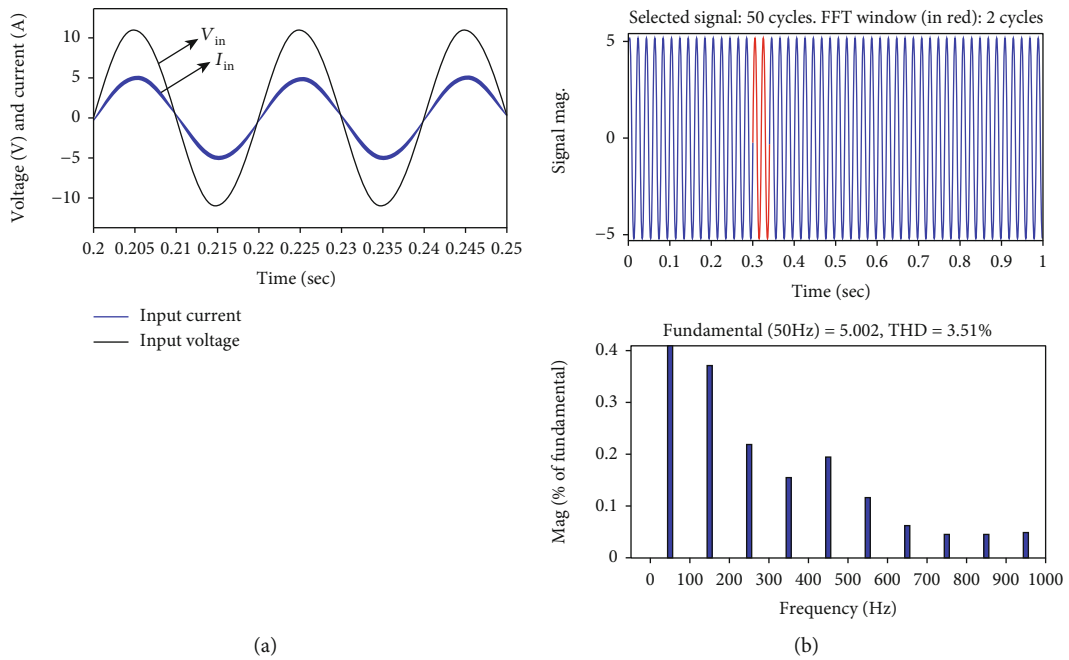 Voltage (V) and current (A)
10
5
0
−5
−10
V in
I in
0.2 0.205 0.21 0.215 0.22 0.225 0.23 0.235 0.24 0.245 0.25
Time (sec)
Input current
Input voltage
(a)
Selected signal: 50 cycles. FFT window (in red): 2 cycles
Signal mag.
5
0
−5
0 0.1 0.2 0.3 0.4 0.5 0.6 0.7 0.8 0.9 1
Time (sec)
Fundamental (50Hz) = 5.002, THD = 3.51%
Mag (% of fundamental)
0.4
0.3
0.2
0.1
0
0 100 200 300 400 500 600 700 800 900 1000
Frequency (Hz)
(b)